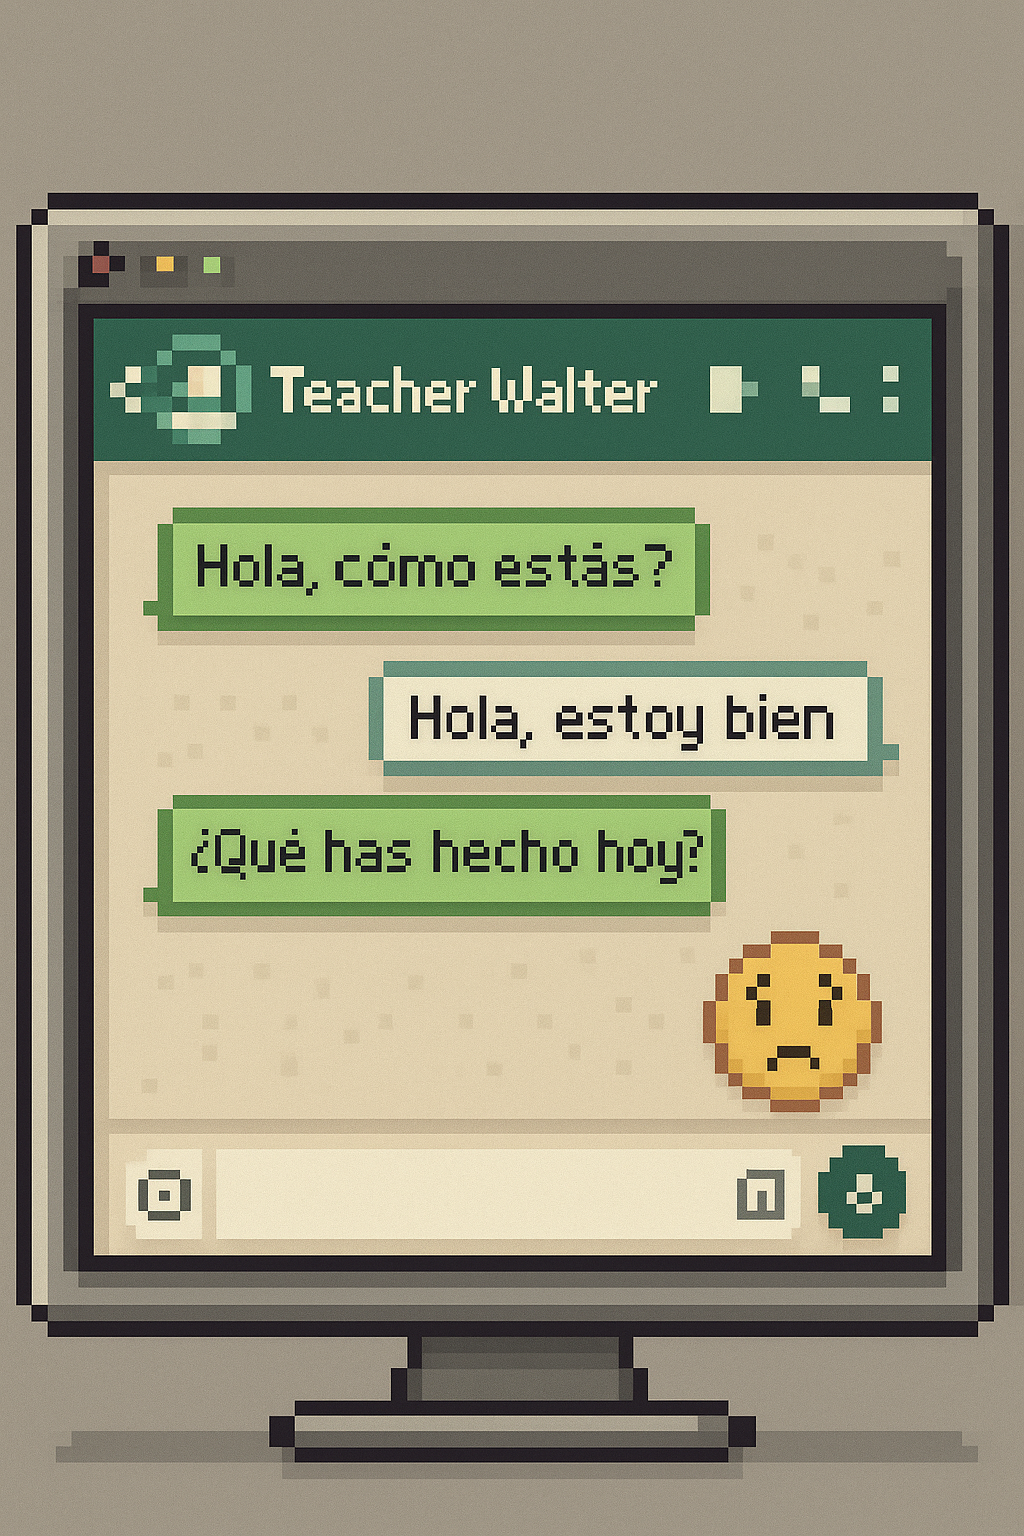 Teacher Walter
Hola, cómo estás?
Hola, estoy bien
¿Qué has hecho hoy?